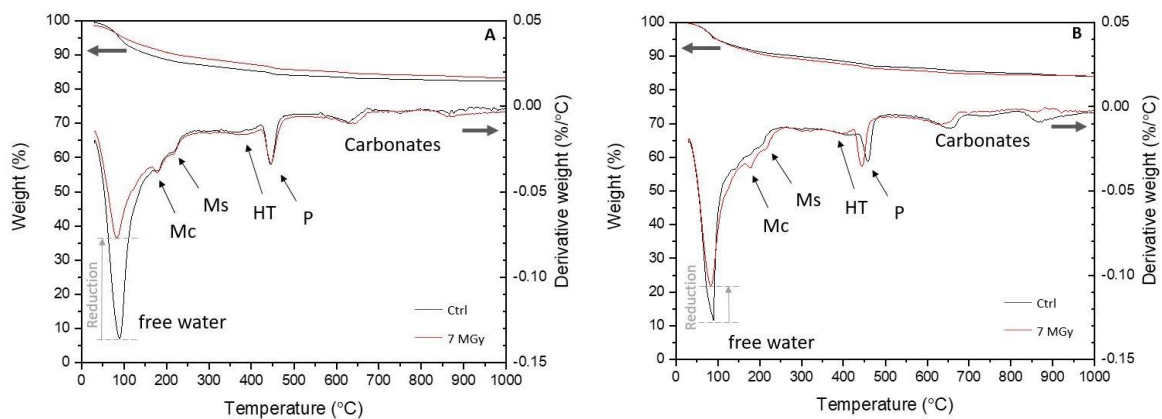 A
100
90
80
70
60
50
40
30
20
10
0
Weight (%)
0.05
0.00
-0.05
-0.10
-0.15
Derivative weight (%/°C)
Carbonates
Ms
Mc
HT
P
Reduction
free water
Ctrl
7 MGy
0 100 200 300 400 500 600 700 800 900 1000
Temperature (°C)
B
100
90
80
70
60
50
40
30
20
10
0
Weight (%)
0.05
0.00
-0.05
-0.10
-0.15
Derivative weight (%/°C)
Carbonates
Ms
Mc
HT
P
Reduction
free water
Ctrl
7 MGy
0 100 200 300 400 500 600 700 800 900 1000
Temperature (°C)